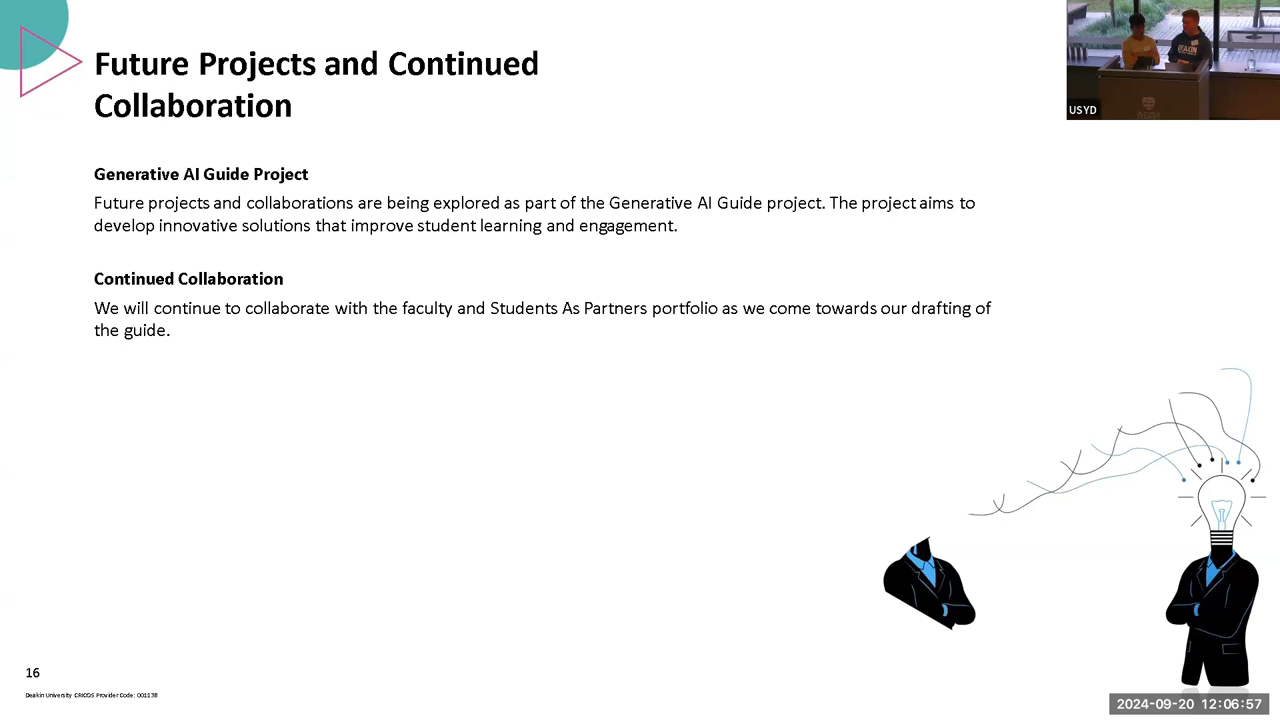 Future Projects and Continued
Collaboration
USYD
Generative AI Guide Project
Future projects and collaborations are being explored as part of the Generative AI Guide project. The project aims to
develop innovative solutions that improve student learning and engagement.
Continued Collaboration
We will continue to collaborate with the faculty and Students As Partners portfolio as we come towards our drafting of
the guide.
16
Deakin University CRICOS Provider Code: 00113B
2024-09-20 12:06:57